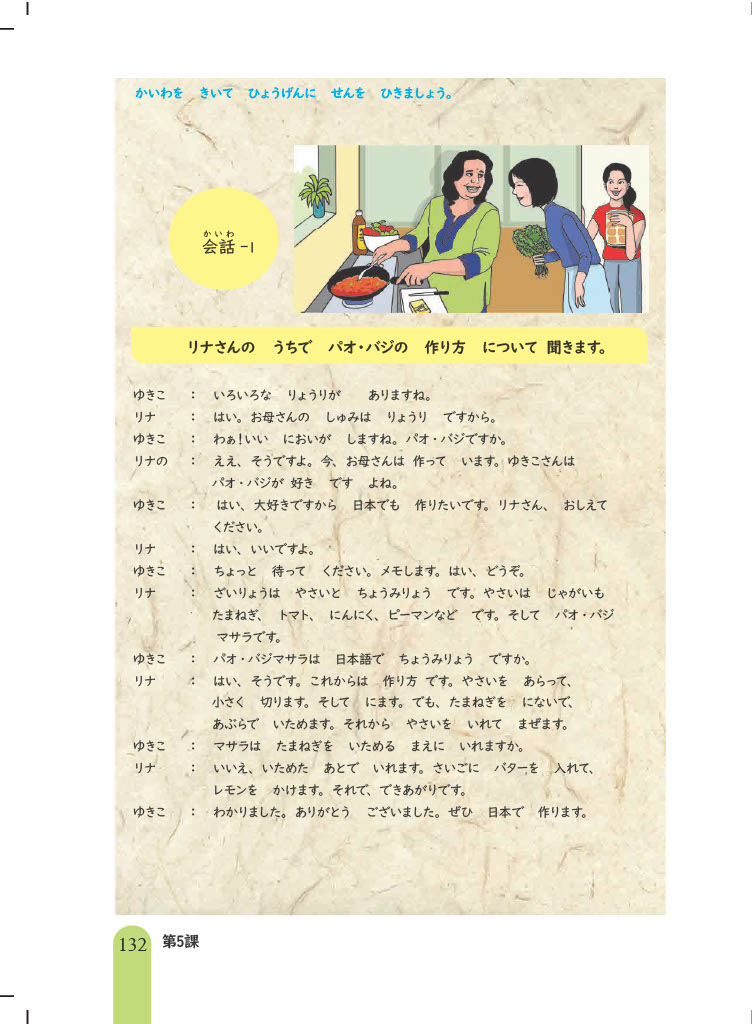 かいわを きいて ひょうげんに せんを ひきましょう。
かいわ
会話 -1
リナさんの うちで パオ・バジの 作り方 について 聞きます。
ゆきこ : いろいろな りょうりが ありますね。
リナ : はい。お母さんの しゅみは りょうり ですから。
ゆきこ : わぁ!いい においが しますね。パオ・バジですか。
リナの : ええ、そうですよ。今、お母さんは 作って います。ゆきこさんは
パオ・バジが 好き です よね。
ゆきこ : はい、大好きですから 日本でも 作りたいです。リナさん、 おしえて
ください。
リナ : はい、いいですよ。
ゆきこ : ちょっと 待って ください。メモします。はい、どうぞ。
リナ : ざいりょうは やさいと ちょうみりょう です。やさいは じゃがいも
たまねぎ、 トマト、 にんにく、ピーマンなど です。そして パオ・バジ
マサラです。
ゆきこ : パオ・バジマサラは 日本語で ちょうみりょう ですか。
リナ : はい、そうです。これからは 作り方 です。やさいを あらって、
小さく 切ります。そして にます。でも、たまねぎを にないで、
あぶらで いためます。それから やさいを いれて まぜます。
ゆきこ : マサラは たまねぎを いためる まえに いれますか。
リナ : いいえ、いためた あとで いれます。さいごに バターを 入れて、
レモンを かけます。それで、できあがりです。
ゆきこ : わかりました。ありがとう ございました。ぜひ 日本で 作ります。
132 第5課